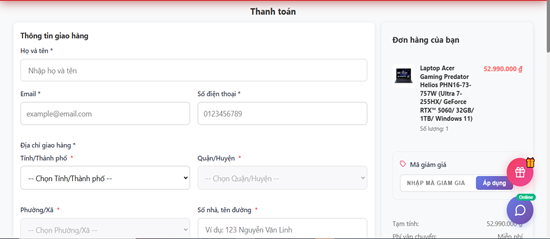 Thanh toán
Thông tin giao hàng
Họ và tên *
Nhập họ và tên
Email *
Số điện thoại *
example@email.com
0123456789
Địa chỉ giao hàng *
Tỉnh/Thành phố *
Quận/Huyện *
-- Chọn Tỉnh/Thành phố --
-- Chọn Quận/Huyện --
Phường/Xã *
Số nhà, tên đường *
-- Chọn Phường/Xã --
Ví dụ: 123 Nguyễn Văn Linh
Đơn hàng của bạn
Laptop Acer
Gaming Predator
Helios PHN16-73-
757W (Ultra 7-
255HX/ GeForce
RTX™ 5060/ 32GB/
1TB/ Windows 11)
52.990.000 ₫
Số lượng: 1
Mã giảm giá
NHẬP MÃ GIẢM GIÁ
Áp dụng
Online
Tạm tính:
52.990.000
Phí vận chuyển:
Miễn phí